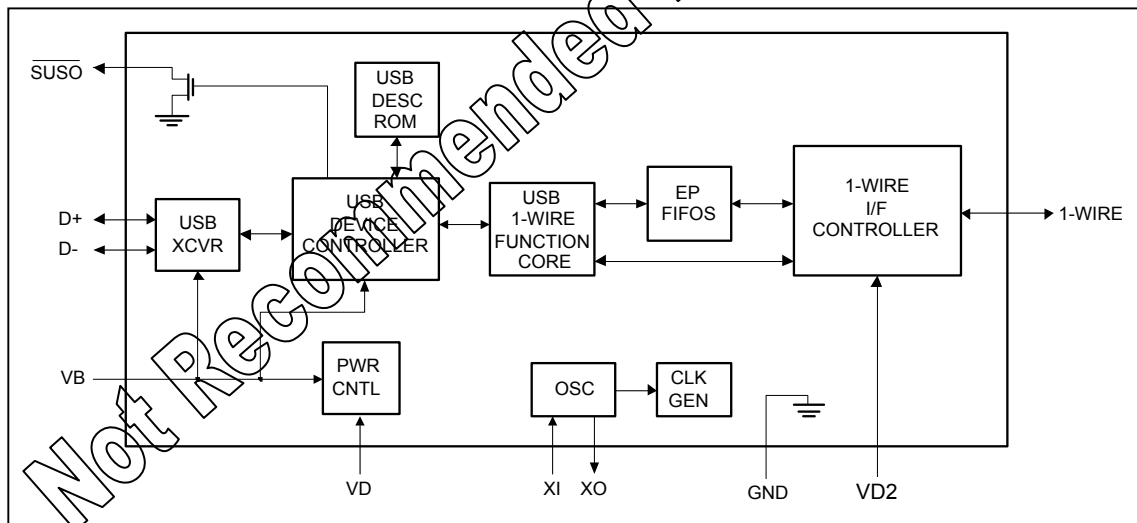 SUSO
USB
DESC
ROM
D+
D-
USB
XCVR
USB
DEVICE
CONTROLLER
USB
1-WIRE
FUNCTION
CORE
EP
FIFOS
1-WIRE
I/F
CONTROLLER
1-WIRE
VB
PWR
CNTL
OSC
CLK
GEN
VD
XI
XO
GND
VD2
Not Recommended